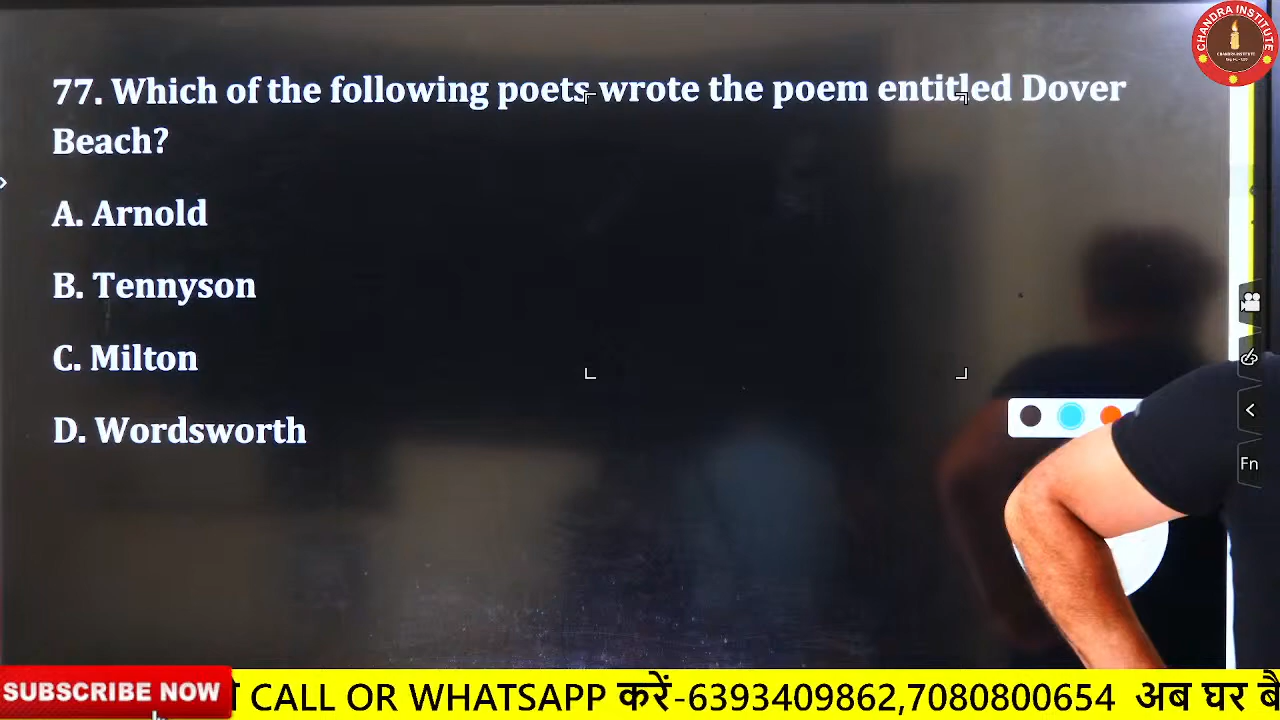 CHANDRA INSTITUTE
77. Which of the following poets wrote the poem entitled Dover
Beach?
A. Arnold
B. Tennyson
C. Milton
D. Wordsworth
Fn
SUBSCRIBE NOW
CALL OR WHATSAPP करें-6393409862,7080800654 अब घर